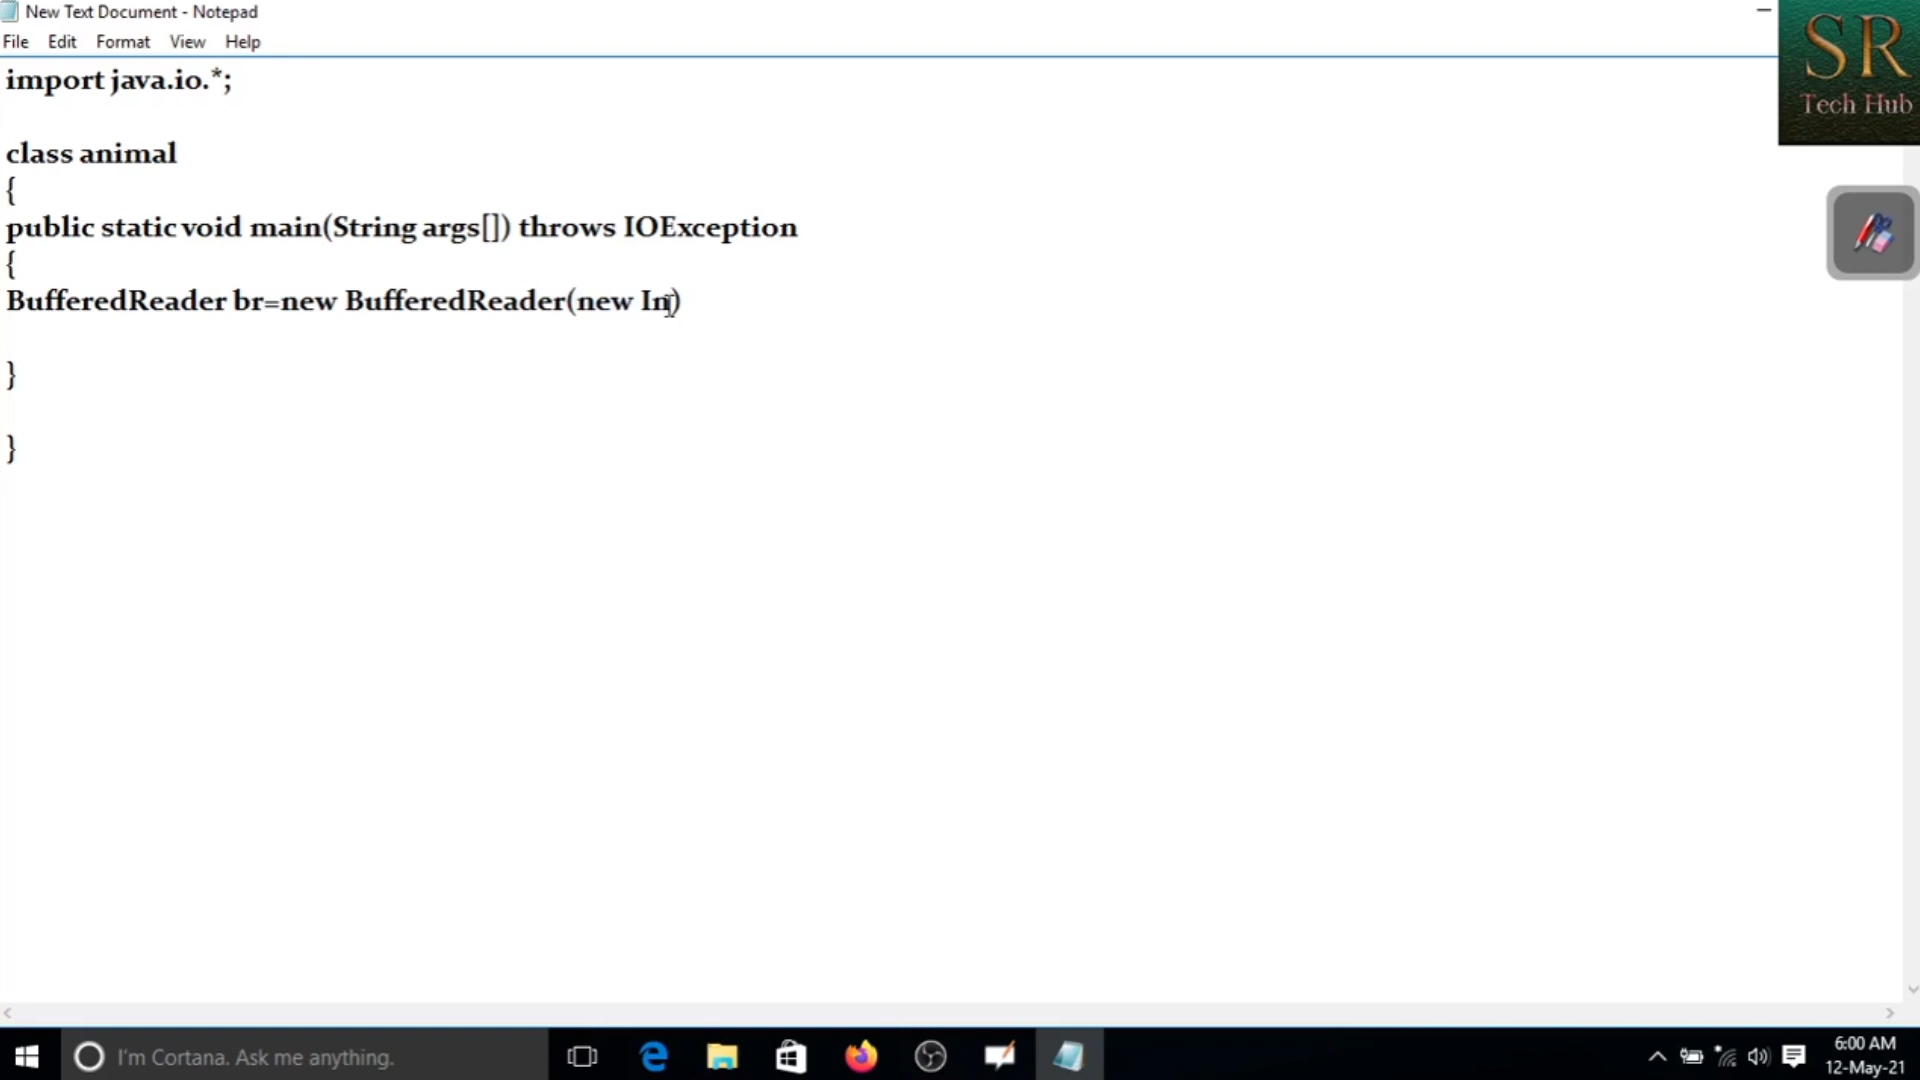 New Text Document - Notepad
File Edit Format View Help
SR
Tech Hub
import java.io.*;
class animal
{
public static void main(String args[]) throws IOException
{
BufferedReader br=new BufferedReader(new In)
}
}
I'm Cortana. Ask me anything.
6:00 AM
12-May-21